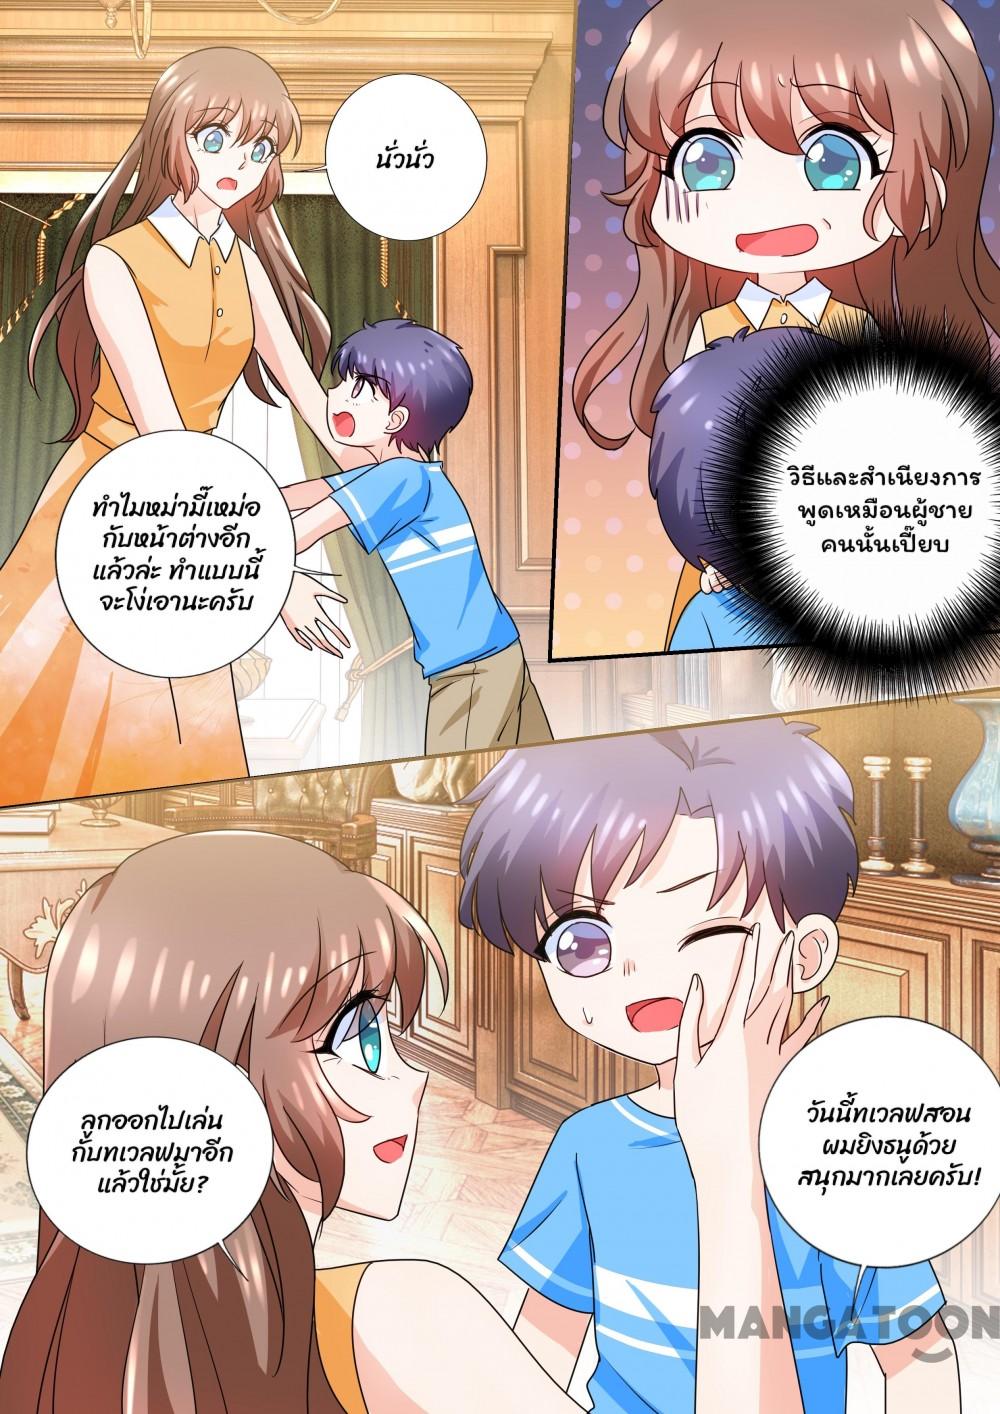 นั่วนั่ว
ทำไมหม่ามี๊เหม่อ
กับหน้าต่างอีก
แล้วล่ะ ทำแบบนี้
จะโง่เอานะครับ
วิธีและสำเนียงการ
พูดเหมือนผู้ชาย
คนนั้นเปี๊ยบ
ลูกออกไปเล่น
กับทเวลฟมาอีก
แล้วใช่มั้ย?
วันนี้ทเวลฟสอน
ผมยิงธนูด้วย
สนุกมากเลยครับ!
MANGATOON